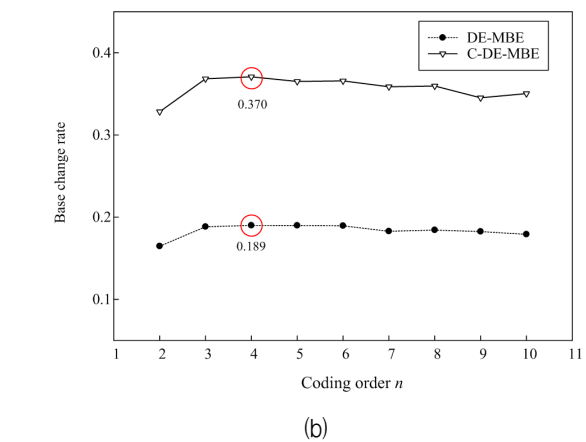 DE-MBE
C-DE-MBE
0.4
0.3
0.2
0.1
Base change rate
0.370
0.189
1 2 3 4 5 6 7 8 9 10 11
Coding order n
(b)